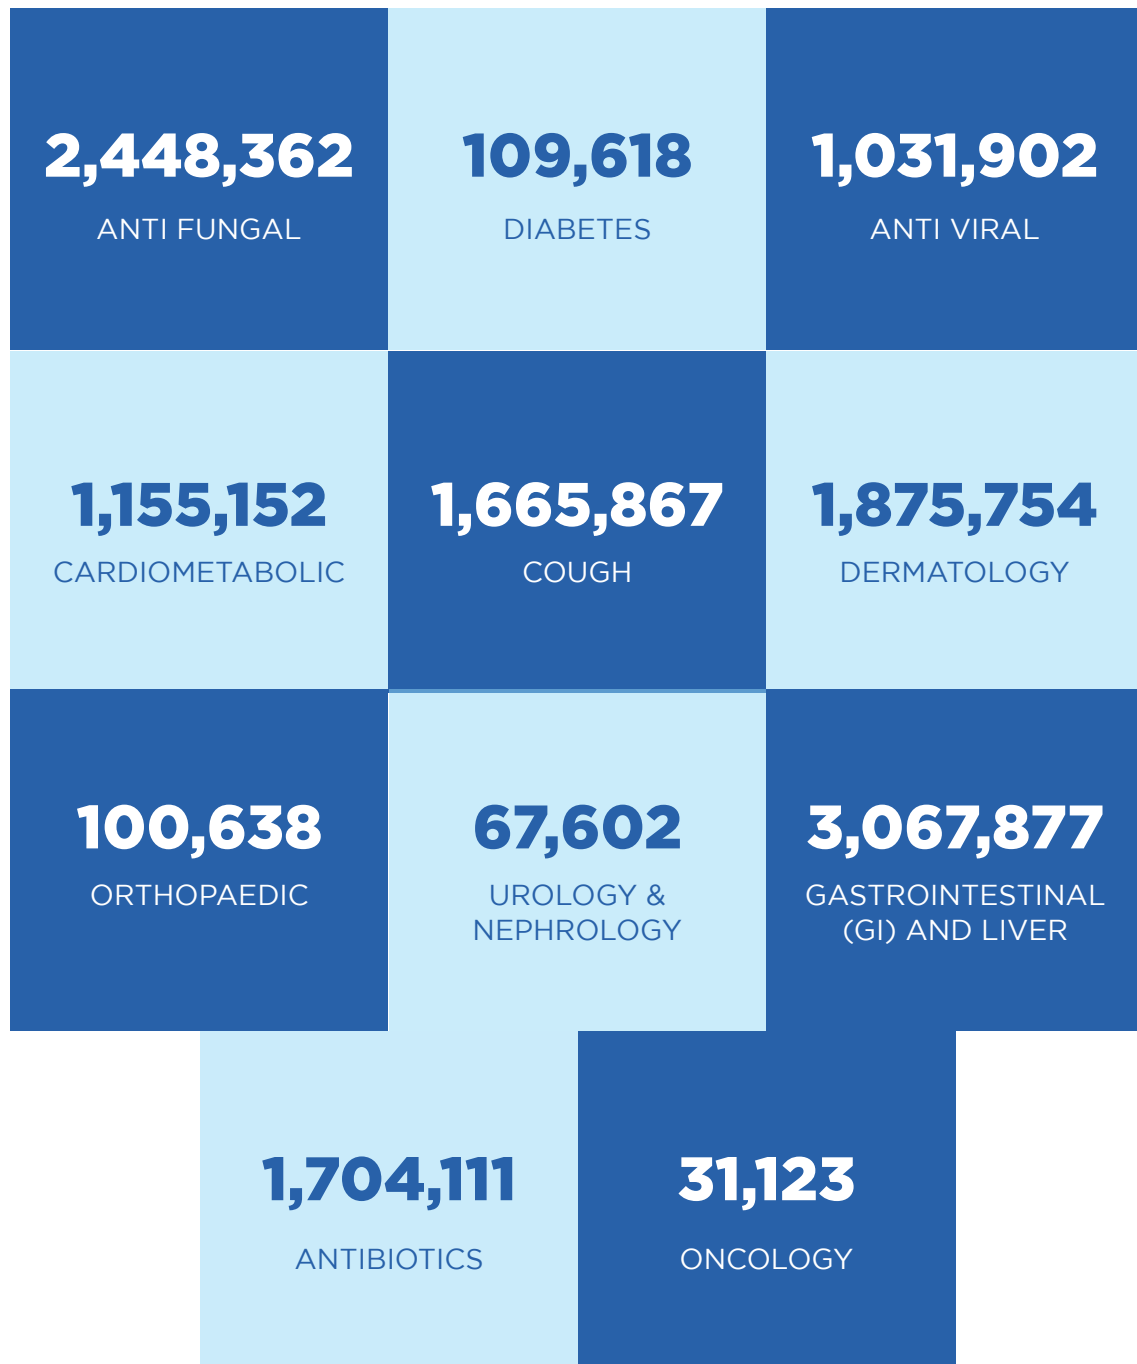 2,448,362
ANTI FUNGAL
109,618
DIABETES
1,031,902
ANTI VIRAL
1,155,152
CARDIOMETABOLIC
1,665,867
COUGH
1,875,754
DERMATOLOGY
100,638
ORTHOPAEDIC
67,602
UROLOGY &
NEPHROLOGY
3,067,877
GASTROINTESTINAL
(GI) AND LIVER
1,704,111
ANTIBIOTICS
31,123
ONCOLOGY